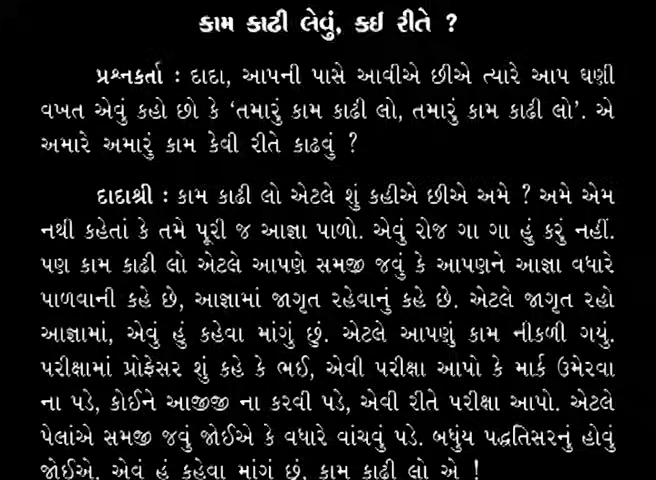 કામ કાઢી લેવું, કઇ રીતે ?
પ્રશ્નકર્તા : દાદા, આપની પાસે આવીએ છીએ ત્યારે આપ ઘણી
વખત એવું કહો છો કે ‘તમારું કામ કાઢી લો, તમારું કામ કાઢી લો’. એ
અમારે અમારું કામ કેવી રીતે કાઢવું ?
દાદાશ્રી : કામ કાઢી લો એટલે શું કહીએ છીએ અમે ? અમે એમ
નથી કહેતાં કે તમે પૂરી જ આજ્ઞા પાળો. એવું રોજ ગા ગા હું કરું નહીં.
પણ કામ કાઢી લો એટલે આપણે સમજી જવું કે આપણને આજ્ઞા વધારે
પાળવાની કહે છે, આજ્ઞામાં જાગૃત રહેવાનું કહે છે. એટલે જાગૃત રહો
આજ્ઞામાં, એવું હું કહેવા માંગું છું. એટલે આપણું કામ નીકળી ગયું.
પરીક્ષામાં પ્રોફેસર શું કહે કે ભઈ, એવી પરીક્ષા આપો કે માર્ક ઉમેરવા
ના પડે, કોઈને આજીજી ના કરવી પડે, એવી રીતે પરીક્ષા આપો. એટલે
પેલાંએ સમજી જવું જોઈએ કે વધારે વાંચવું પડે. બધુંય પદ્ધતિસરનું હોવું
જોઈએ. એવું હું કહેવા માંગું છું, કામ કાઢી લો એ !